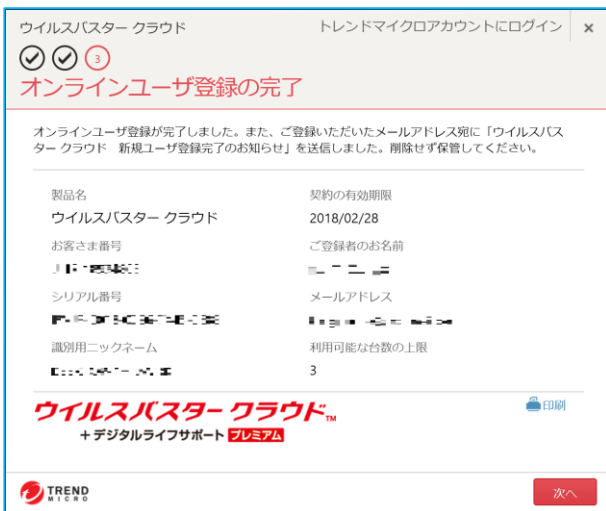 ウイルスバスター クラウド
トレンドマイクロアカウントにログイン ×
3
オンラインユーザ登録の完了
オンラインユーザ登録が完了しました。また、ご登録いただいたメールアドレス宛に「ウイルスバス
ター クラウド 新規ユーザ登録完了のお知らせ」を送信しました。削除せず保管してください。
製品名
契約の有効期限
ウイルスバスター クラウド
2018/02/28
お客さま番号
ご登録者のお名前
シリアル番号
メールアドレス
識別用ニックネーム
利用可能な台数の上限
3
ウイルスバスター クラウド™
+デジタルライフサポート プレミアム
印刷
TREND
MICRO
次へ